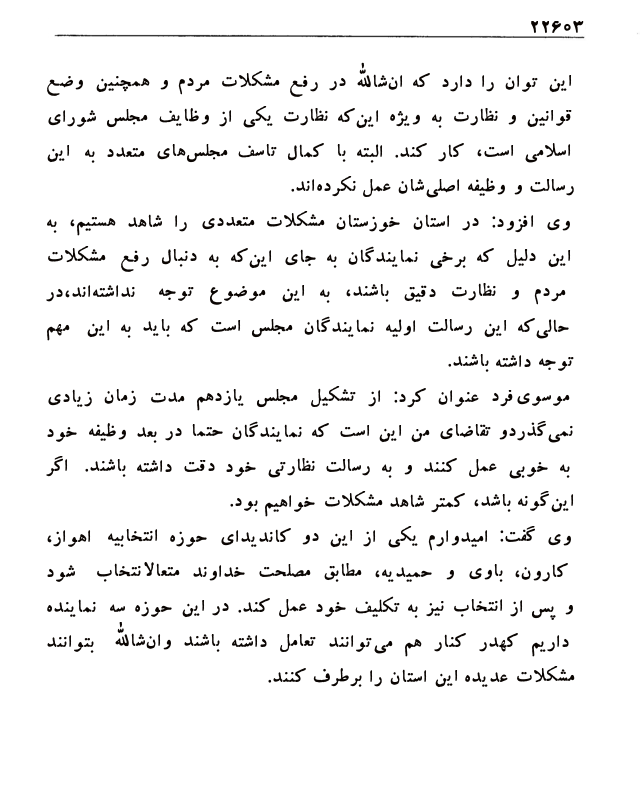 ۲۲۶۰۳
این توان را دارد که ان‌شالله در رفع مشکلات مردم و همچنین وضع
قوانین و نظارت به ویژه این‌که نظارت یکی از وظایف مجلس شورای
اسلامی است، کار کند. البته با کمال تاسف مجلس‌های متعدد به این
رسالت و وظیفه اصلی‌شان عمل نکرده‌اند.
وی افزود: در استان خوزستان مشکلات متعددی را شاهد هستیم، به
این دلیل که برخی نمایندگان به جای این‌که به دنبال رفع مشکلات
مردم و نظارت دقیق باشند، به این موضوع توجه نداشته‌اند،در
حالی‌که این رسالت اولیه نمایندگان مجلس است که باید به این مهم
توجه داشته باشند.
موسوی‌فرد عنوان کرد: از تشکیل مجلس یازدهم مدت زمان زیادی
نمی‌گذردو تقاضای من این است که نمایندگان حتما در بعد وظیفه خود
به خوبی عمل کنند و به رسالت نظارتی خود دقت داشته باشند. اگر
این‌گونه باشد، کمتر شاهد مشکلات خواهیم بود.
وی گفت: امیدوارم یکی از این دو کاندیدای حوزه انتخابیه اهواز،
کارون، باوی و حمیدیه، مطابق مصلحت خداوند متعالانتخاب شود
و پس از انتخاب نیز به تکلیف خود عمل کند. در این حوزه سه نماینده
داریم کهدر کنار هم می‌توانند تعامل داشته باشند وان‌شالله بتوانند
مشکلات عدیده این استان را برطرف کنند.